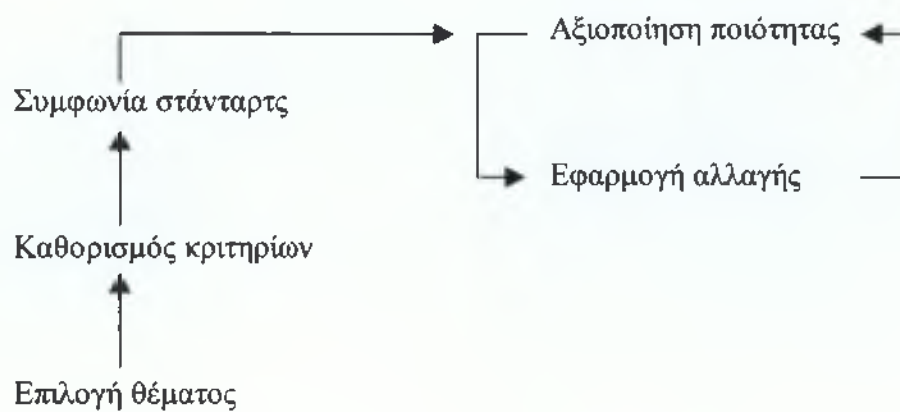 Αξιοποίηση ποιότητας
Συμφωνία στάνταρτς
Εφαρμογή αλλαγής
Καθορισμός κριτηρίων
Επιλογή θέματος